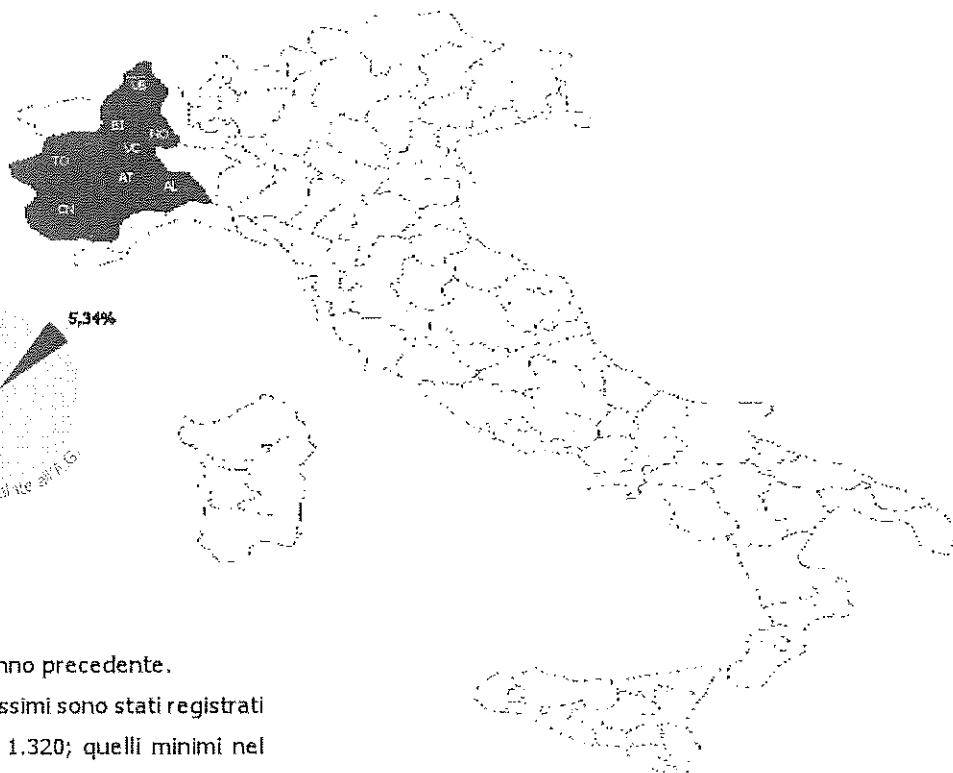 BI
NO
VC
TO
AT
AL
CN
5,34%
all'A.G.
nno precedente.
ssimi sono stati registrati
1.320; quelli minimi nel